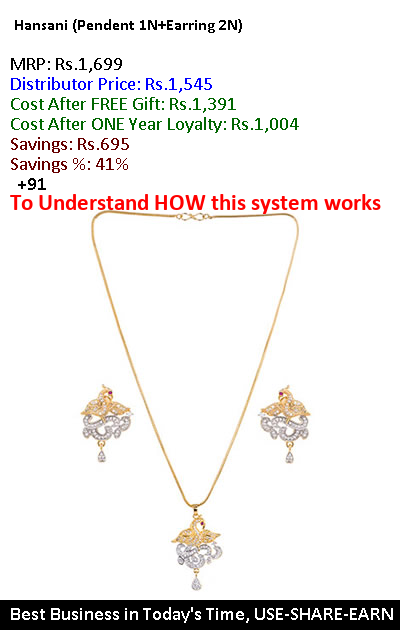 Hansani (Pendent 1N+Earring 2N)
MRP: Rs.1,699
Distributor Price: Rs.1,545
Cost After FREE Gift: Rs.1,391
Cost After ONE Year Loyalty: Rs.1,004
Savings: Rs.695
Savings %: 41%
+91
To Understand HOW this system works
Best Business in Today's Time, USE-SHARE-EARN